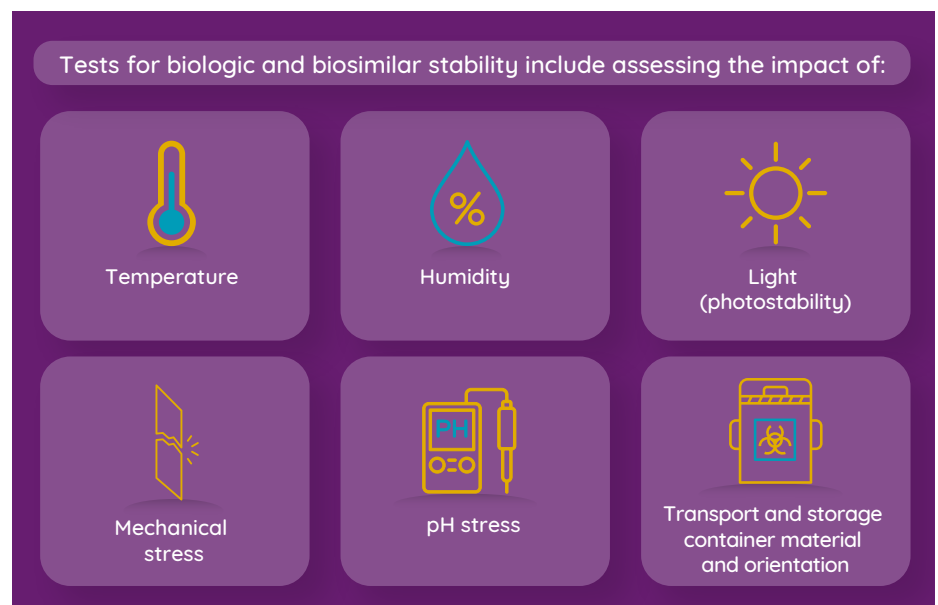 Tests for biologic and biosimilar stability include assessing the impact of:
%
Temperature
Humidity
Light
(photostability)
PH
Mechanical
stress
pH stress
Transport and storage
container material
and orientation